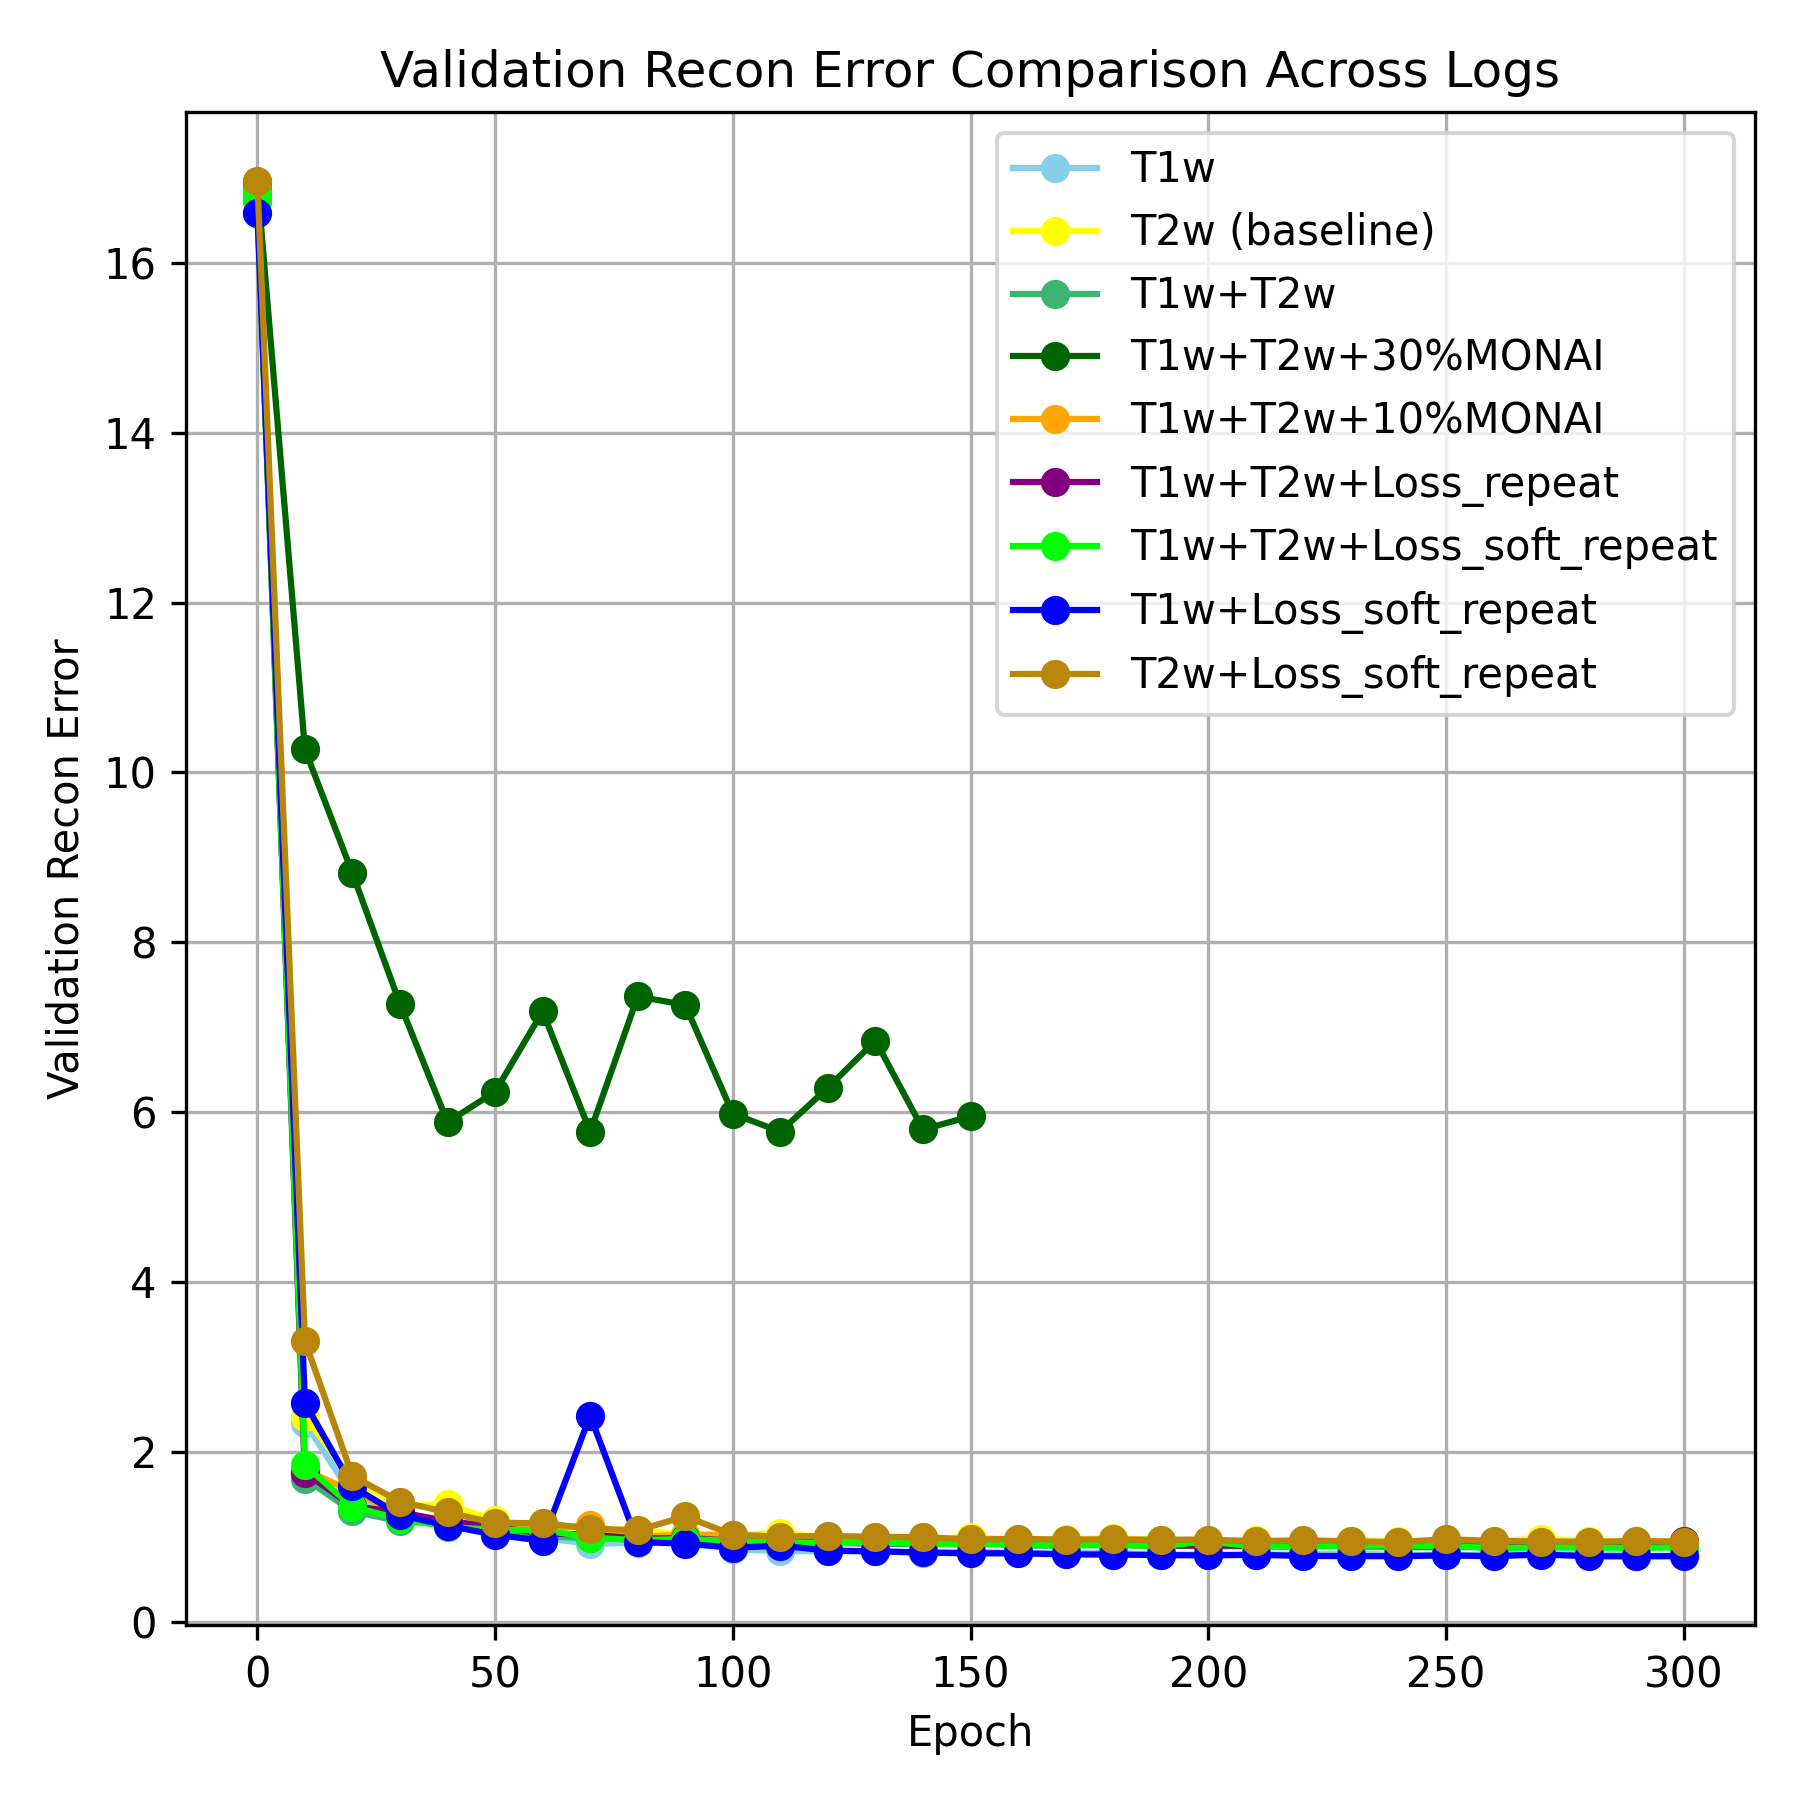 Validation Recon Error Comparison Across Logs
T1w
T2w (baseline)
T1w+T2w
T1w+T2w+30%MONAI
T1w+T2w+10%MONAI
T1w+T2w+Loss_repeat
T1w+T2w+Loss_soft_repeat
T1w+Loss_soft_repeat
T2w+Loss_soft_repeat
Validation Recon Error
16
14
12
10
8
6
4
2
0
0 50 100 150 200 250 300
Epoch